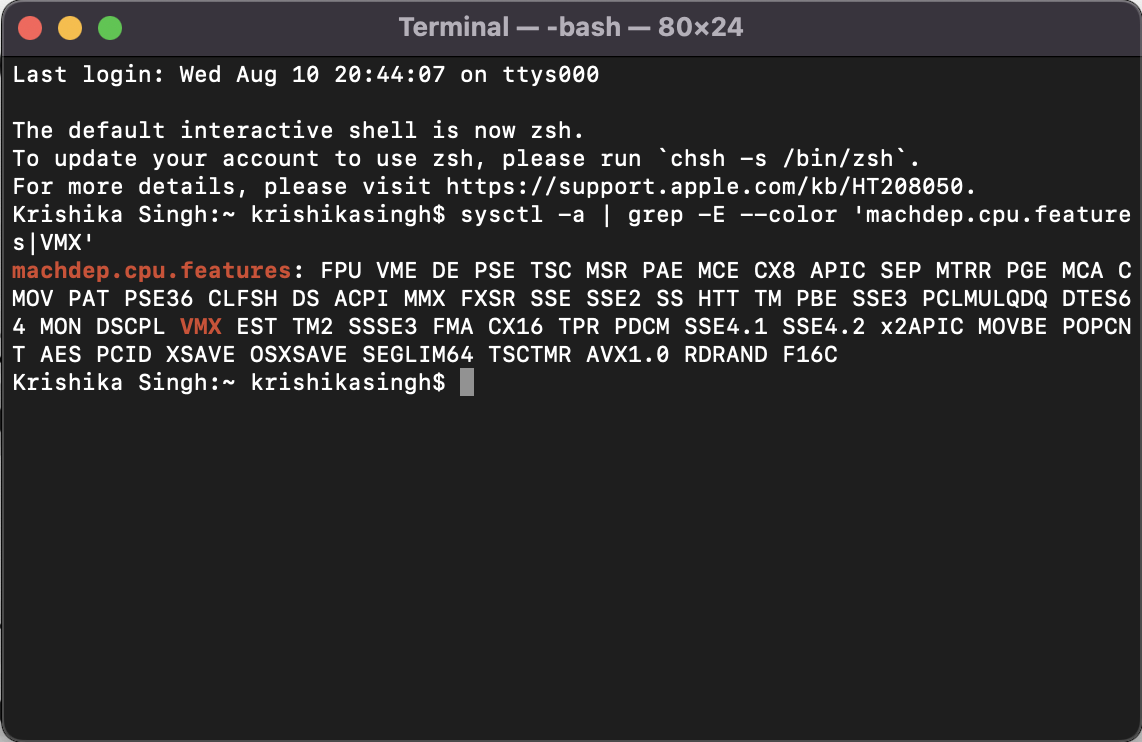 Terminal — -bash — 80×24
Last login: Wed Aug 10 20:44:07 on ttys000
The default interactive shell is now zsh.
To update your account to use zsh, please run `chsh -s /bin/zsh`.
For more details, please visit https://support.apple.com/kb/HT208050.
Krishika Singh:~ krishikasingh$ sysctl -a | grep -E --color 'machdep.cpu.feature
s|VMX'
machdep.cpu.features: FPU VME DE PSE TSC MSR PAE MCE CX8 APIC SEP MTRR PGE MCA C
MOV PAT PSE36 CLFSH DS ACPI MMX FXSR SSE SSE2 SS HTT TM PBE SSE3 PCLMULQDQ DTES6
4 MON DSCPL VMX EST TM2 SSSE3 FMA CX16 TPR PDCM SSE4.1 SSE4.2 x2APIC MOVBE POPCN
T AES PCID XSAVE OSXSAVE SEGLIM64 TSCTMR AVX1.0 RDRAND F16C
Krishika Singh:~ krishikasingh$